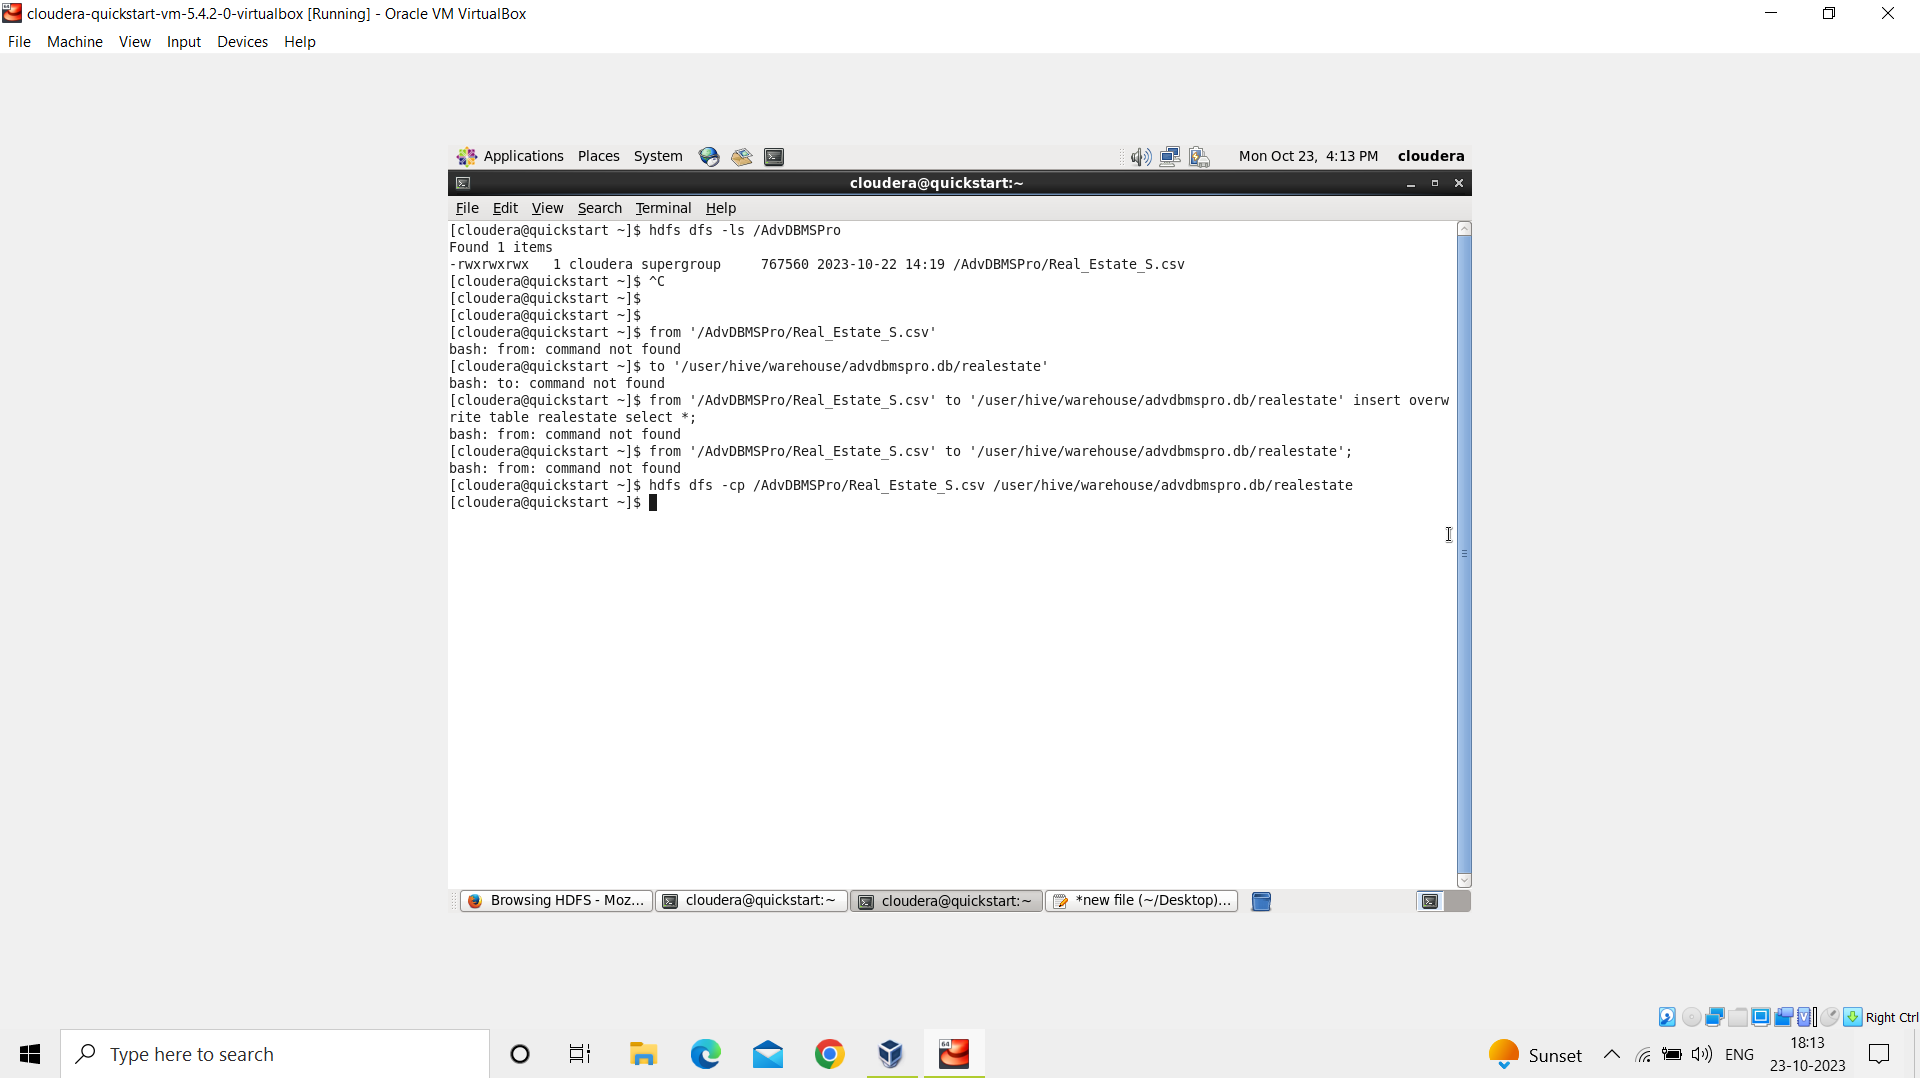 cloudera-quickstart-vm-5.4.2-0-virtualbox [Running] - Oracle VM VirtualBox
File Machine View Input Devices Help
Applications Places System Mon Oct 23, 4:13 PM cloudera
cloudera@quickstart:~
File Edit View Search Terminal Help
[cloudera@quickstart ~]$ hdfs dfs -ls /AdvDBMSPro
Found 1 items
-rwxrwxrwx   1 cloudera supergroup     767560 2023-10-22 14:19 /AdvDBMSPro/Real_Estate_S.csv
[cloudera@quickstart ~]$ ^C
[cloudera@quickstart ~]$
[cloudera@quickstart ~]$
[cloudera@quickstart ~]$ from '/AdvDBMSPro/Real_Estate_S.csv'
bash: from: command not found
[cloudera@quickstart ~]$ to '/user/hive/warehouse/advdbmspro.db/realestate'
bash: to: command not found
[cloudera@quickstart ~]$ from '/AdvDBMSPro/Real_Estate_S.csv' to '/user/hive/warehouse/advdbmspro.db/realestate' insert overw
rite table realestate select *;
bash: from: command not found
[cloudera@quickstart ~]$ from '/AdvDBMSPro/Real_Estate_S.csv' to '/user/hive/warehouse/advdbmspro.db/realestate';
bash: from: command not found
[cloudera@quickstart ~]$ hdfs dfs -cp /AdvDBMSPro/Real_Estate_S.csv /user/hive/warehouse/advdbmspro.db/realestate
[cloudera@quickstart ~]$
Browsing HDFS - Moz... cloudera@quickstart:~ cloudera@quickstart:~ *new file (~/Desktop)...
Right Ctrl
Type here to search
64
Sunset
ENG
18:13
23-10-2023